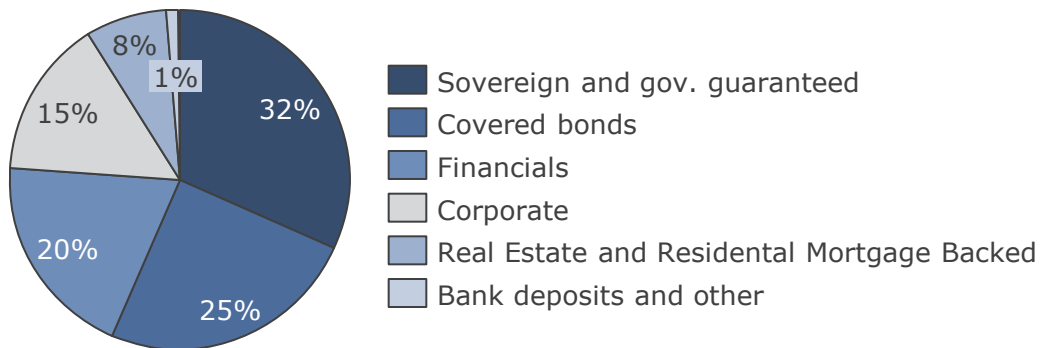 8%
1%
32%
15%
20%
25%
Sovereign and gov. guaranteed
Covered bonds
Financials
Corporate
Real Estate and Residental Mortgage Backed
Bank deposits and other